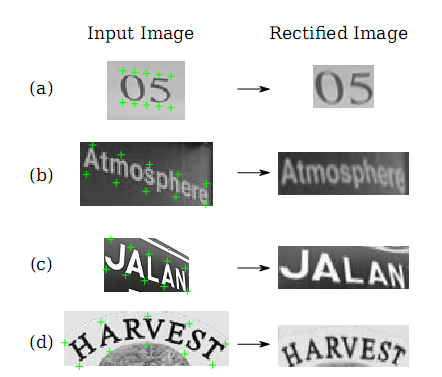 Input Image Rectified Image
(a) 05 05
(b) Atmosphere Atmosphere
(c) JALAN JALAN
(d) HARVEST HARVEST